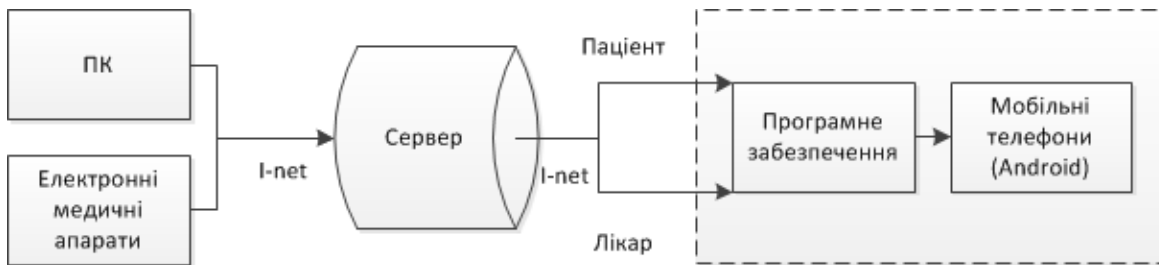 ПК
Електронні
медичні
апарати
I-net
Сервер
I-net
Пацієнт
Лікар
Програмне
забезпечення
Мобільні
телефони
(Android)